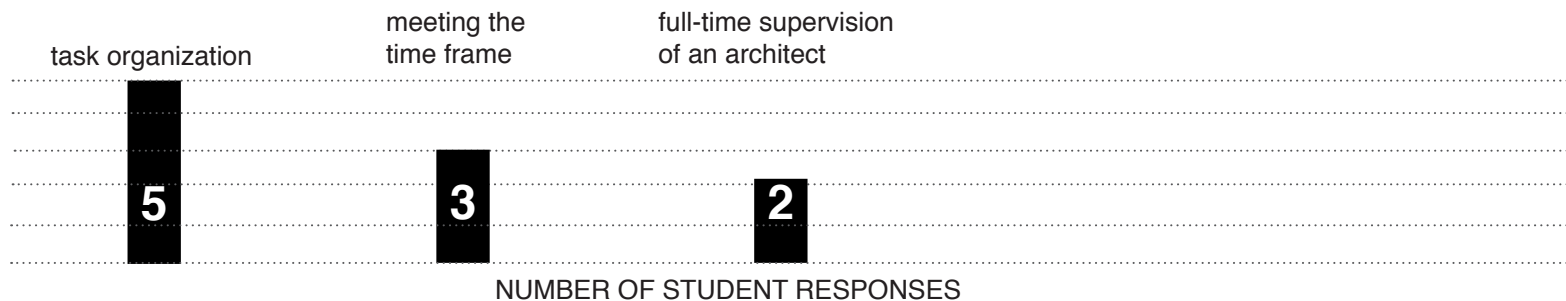 task organization
meeting the
time frame
full-time supervision
of an architect
5
3
2
NUMBER OF STUDENT RESPONSES